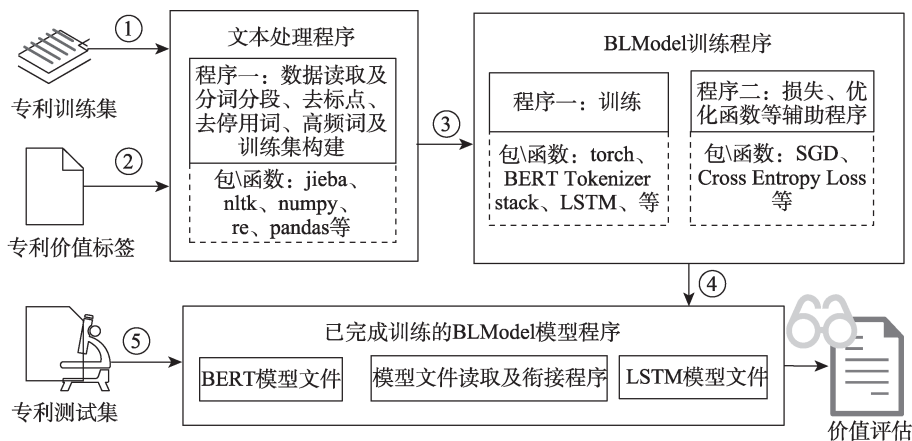 ①
专利训练集
②
专利价值标签
文本处理程序
程序一：数据读取及
分词分段、去标点、
去停用词、高频词及
训练集构建
包\函数：jieba、
nltk、numpy、
re、pandas等
③
BLModel训练程序
程序一：训练
包\函数：torch、
BERT Tokenizer
stack、LSTM、等
程序二：损失、优
化函数等辅助程序
包\函数：SGD、
Cross Entropy Loss
等
④
⑤
专利测试集
已完成训练的BLModel模型程序
BERT模型文件
模型文件读取及衔接程序
LSTM模型文件
价值评估